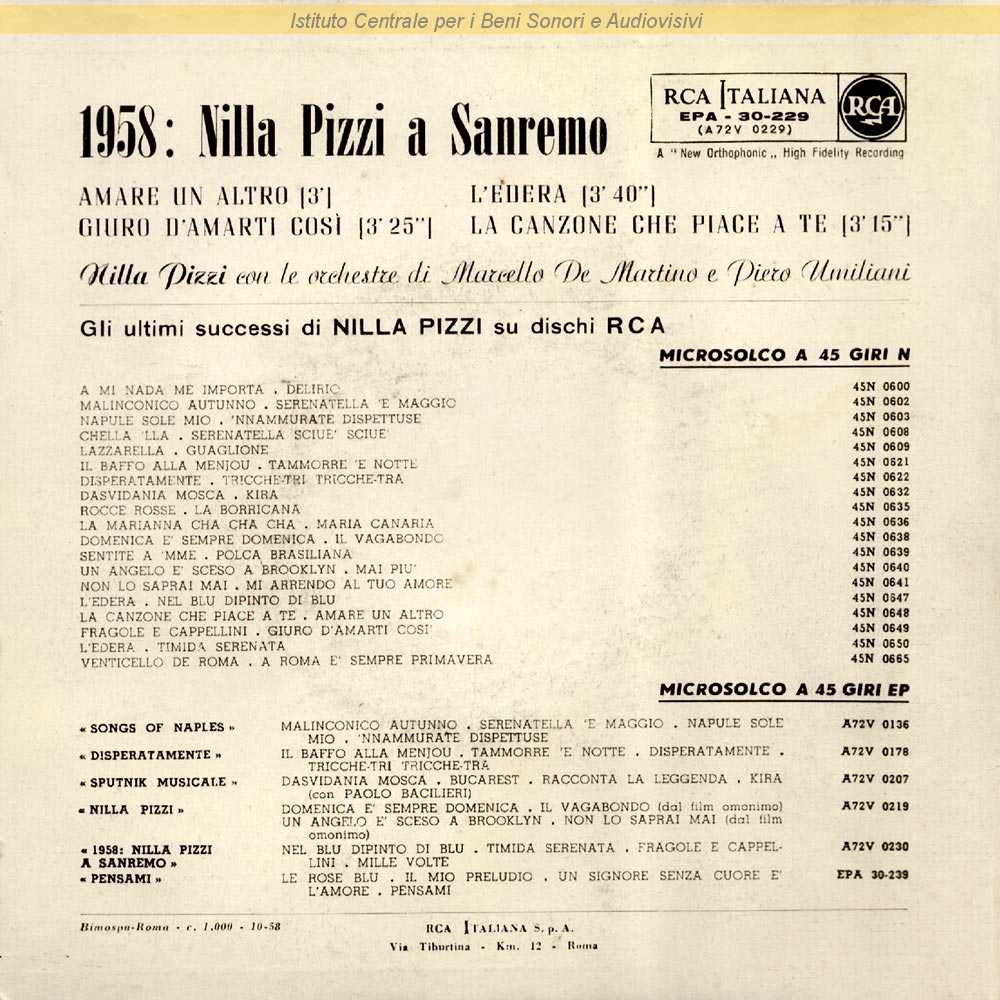 Istituto Centrale per i Beni Sonori e Audiovisivi
1958: Nilla Pizzi a Sanremo
RCA ITALIANA
EPA - 30-229
(A72V 0229)
RCA
A "New Orthophonic „ High Fidelity Recording
AMARE UN ALTRO [3'] L'EDERA [3' 40"]
GIURO D'AMARTI COSÌ [3' 25"] LA CANZONE CHE PIACE A TE [3' 15"]
Nilla Pizzi con le orchestre di Marcello De Martino e Piero Umiliani
Gli ultimi successi di NILLA PIZZI su dischi RCA
MICROSOLCO A 45 GIRI N
A MI NADA ME IMPORTA . DELIRIO 45N 0600
MALINCONICO AUTUNNO . SERENATELLA 'E MAGGIO 45N 0602
NAPULE SOLE MIO . 'NNAMMURATE DISPETTUSE 45N 0603
CHELLA 'LLA . SERENATELLA SCIUE' SCIUE' 45N 0608
LAZZARELLA . GUAGLIONE 45N 0609
IL BAFFO ALLA MENJOU . TAMMORRE 'E NOTTE 45N 0621
DISPERATAMENTE . TRICCHE-TRI TRICCHE-TRA 45N 0622
DASVIDANIA MOSCA . KIRA 45N 0632
ROCCE ROSSE . LA BORRICANA 45N 0635
LA MARIANNA CHA CHA CHA . MARIA CANARIA 45N 0636
DOMENICA E' SEMPRE DOMENICA . IL VAGABONDO 45N 0638
SENTITE A 'MME . POLCA BRASILIANA 45N 0639
UN ANGELO E' SCESO A BROOKLYN . MAI PIU' 45N 0640
NON LO SAPRAI MAI . MI ARRENDO AL TUO AMORE 45N 0641
L'EDERA . NEL BLU DIPINTO DI BLU 45N 0647
LA CANZONE CHE PIACE A TE . AMARE UN ALTRO 45N 0648
FRAGOLE E CAPPELLINI . GIURO D'AMARTI COSI' 45N 0649
L'EDERA . TIMIDA SERENATA 45N 0650
VENTICELLO DE ROMA . A ROMA E' SEMPRE PRIMAVERA 45N 0665
MICROSOLCO A 45 GIRI EP
« SONGS OF NAPLES » MALINCONICO AUTUNNO . SERENATELLA 'E MAGGIO . NAPULE SOLE A72V 0136
MIO . 'NNAMMURATE DISPETTUSE
« DISPERATAMENTE » IL BAFFO ALLA MENJOU . TAMMORRE 'E NOTTE . DISPERATAMENTE . A72V 0178
TRICCHE-TRI TRICCHE-TRA
« SPUTNIK MUSICALE » DASVIDANIA MOSCA . BUCAREST . RACCONTA LA LEGGENDA . KIRA A72V 0207
(con PAOLO BACILIERI)
« NILLA PIZZI » DOMENICA E' SEMPRE DOMENICA . IL VAGABONDO (dal film omonimo) A72V 0219
UN ANGELO E' SCESO A BROOKLYN . NON LO SAPRAI MAI (dal film
omonimo)
« 1958: NILLA PIZZI NEL BLU DIPINTO DI BLU . TIMIDA SERENATA . FRAGOLE E CAPPEL- A72V 0230
A SANREMO » LINI . MILLE VOLTE
« PENSAMI » LE ROSE BLU . IL MIO PRELUDIO . UN SIGNORE SENZA CUORE E' EPA 30-239
L'AMORE . PENSAMI
Bimospa-Roma - c. 1.000 - 10-58
RCA ITALIANA S. p. A.
Via Tiburtina - Km. 12 - Roma